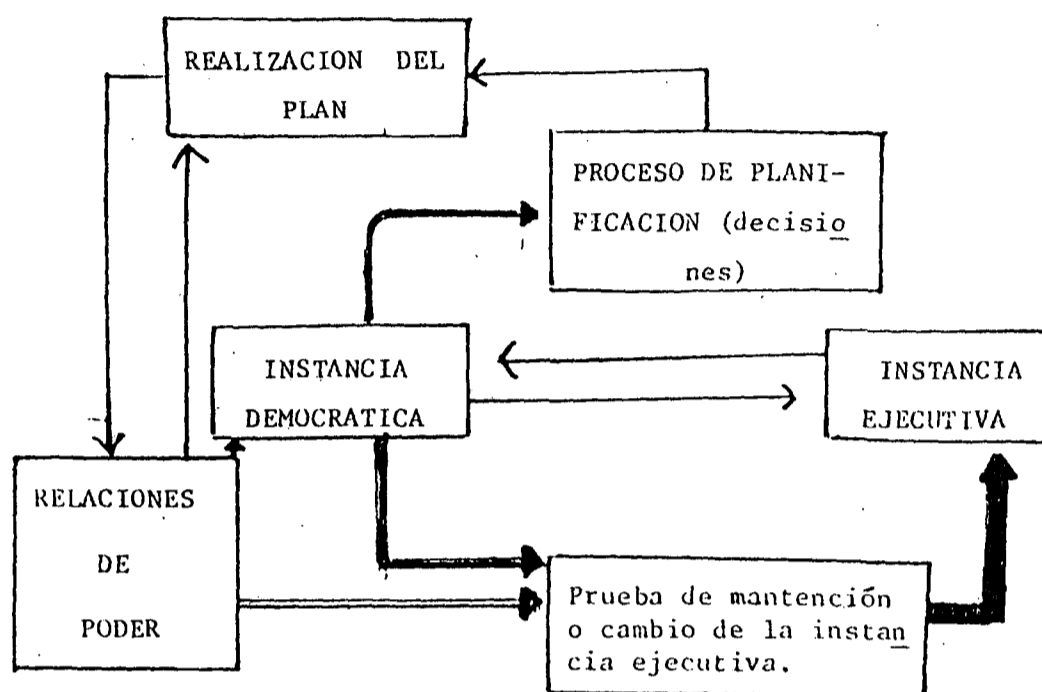 REALIZACION DEL
PLAN
PROCESO DE PLANI-
FICACION (decisio
nes)
INSTANCIA
DEMOCRATICA
INSTANCIA
EJECUTIVA
RELACIONES
DE
PODER
Prueba de mantención
o cambio de la instan
cia ejecutiva.